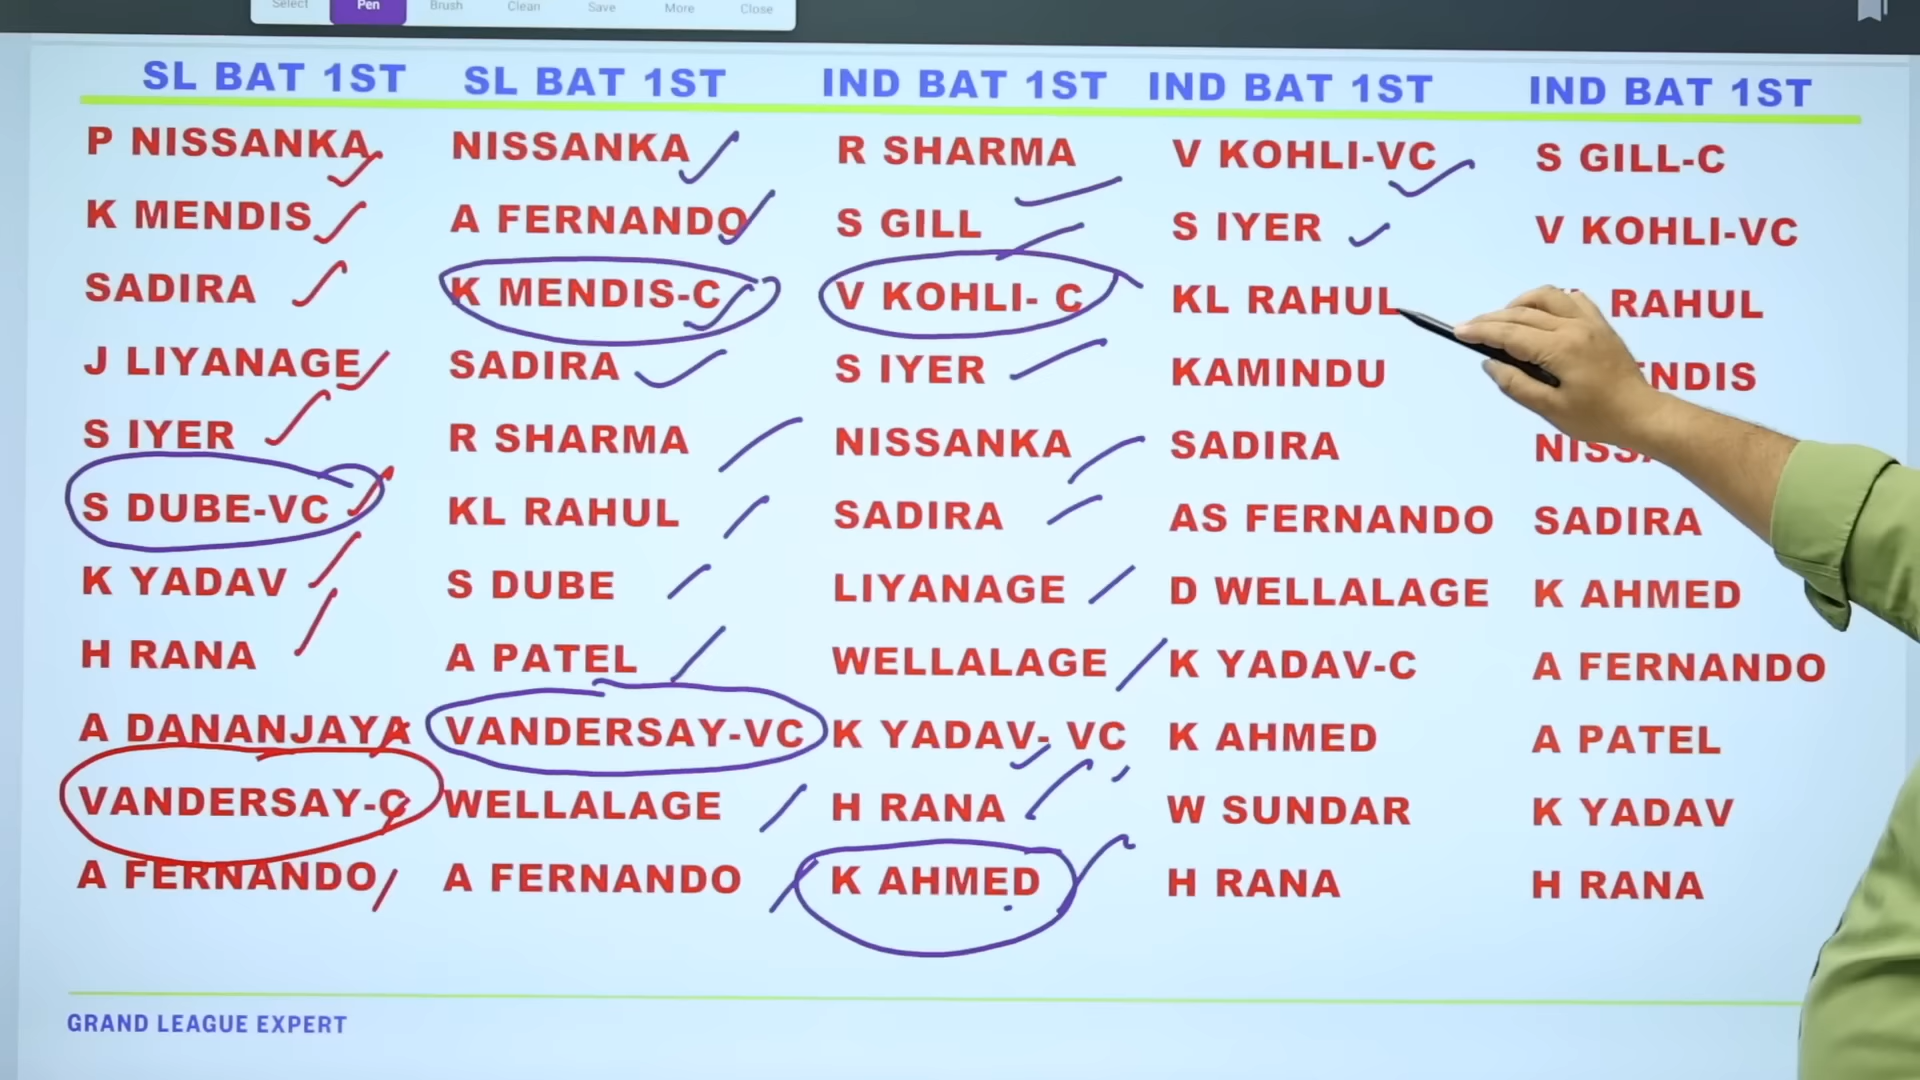 Select Pen Brush Clean Save More Close
SL BAT 1ST SL BAT 1ST IND BAT 1ST IND BAT 1ST IND BAT 1ST
P NISSANKA NISSANKA R SHARMA V KOHLI-VC S GILL-C
K MENDIS A FERNANDO S GILL S IYER V KOHLI-VC
SADIRA K MENDIS-C V KOHLI- C KL RAHUL RAHUL
J LIYANAGE SADIRA S IYER KAMINDU
S IYER R SHARMA NISSANKA SADIRA
S DUBE-VC KL RAHUL SADIRA AS FERNANDO SADIRA
K YADAV S DUBE LIYANAGE D WELLALAGE K AHMED
H RANA A PATEL WELLALAGE K YADAV-C A FERNANDO
A DANANJAYA VANDERSAY-VC K YADAV- VC K AHMED A PATEL
VANDERSAY-C WELLALAGE H RANA W SUNDAR K YADAV
A FERNANDO A FERNANDO K AHMED H RANA H RANA
GRAND LEAGUE EXPERT